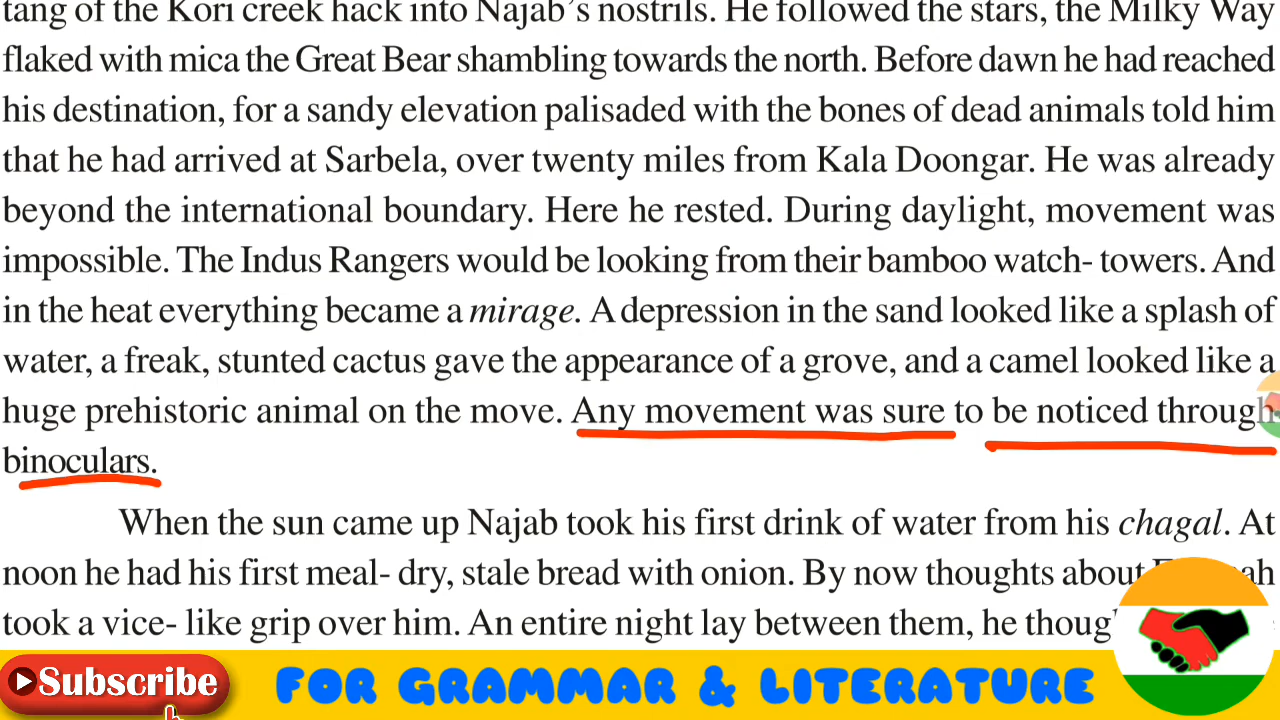 tang of the Kori creek hack into Najab's nostrils. He followed the stars, the Milky Way
flaked with mica the Great Bear shambling towards the north. Before dawn he had reached
his destination, for a sandy elevation palisaded with the bones of dead animals told him
that he had arrived at Sarbela, over twenty miles from Kala Doongar. He was already
beyond the international boundary. Here he rested. During daylight, movement was
impossible. The Indus Rangers would be looking from their bamboo watch- towers. And
in the heat everything became a mirage. A depression in the sand looked like a splash of
water, a freak, stunted cactus gave the appearance of a grove, and a camel looked like a
huge prehistoric animal on the move. Any movement was sure to be noticed through
binoculars.
When the sun came up Najab took his first drink of water from his chagal. At
noon he had his first meal- dry, stale bread with onion. By now thoughts about
took a vice- like grip over him. An entire night lay between them, he
Subscribe FOR GRAMMAR & LITERATURE